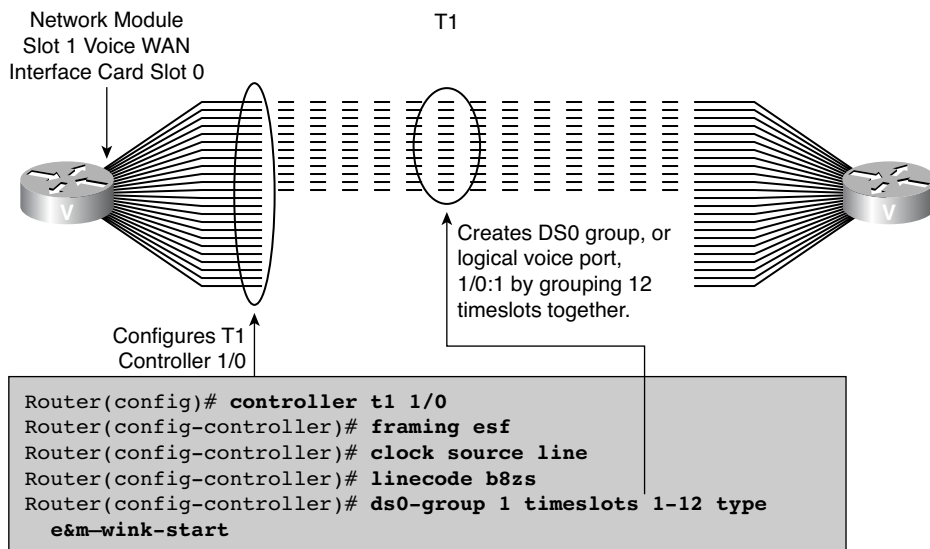 Network Module
Slot 1 Voice WAN
Interface Card Slot 0
T1
V
V
Creates DS0 group, or
logical voice port,
1/0:1 by grouping 12
timeslots together.
Configures T1
Controller 1/0
Router(config)# controller t1 1/0
Router(config-controller)# framing esf
Router(config-controller)# clock source line
Router(config-controller)# linecode b8zs
Router(config-controller)# ds0-group 1 timeslots 1-12 type
e&m—wink-start